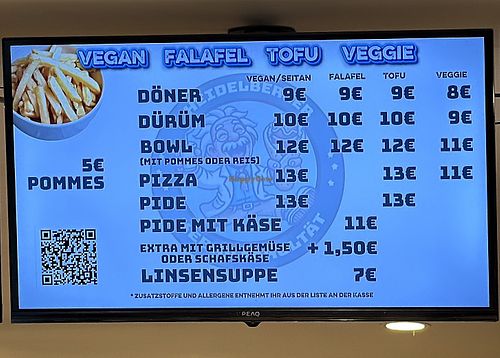 VEGAN FALAFEL TOFU VEGGIE
VEGAN/SEITAN FALAFEL TOFU VEGGIE
DÖNER 9€ 9€ 9€ 8€
DÜRÜM 10€ 10€ 10€ 9€
BOWL 12€ 12€ 12€ 11€
(MIT POMMES ODER REIS)
5€
POMMES
PIZZA 13€ 13€ 11€
PIDE 13€ 13€
PIDE MIT KÄSE 11€
EXTRA MIT GRILLGEMÜSE
ODER SCHAFSKÄSE + 1,50€
LINSENSUPPE 7€
* ZUSATZSTOFFE UND ALLERGENE ENTNEHMT IHR AUS DER LISTE AN DER KASSE
PEAQ